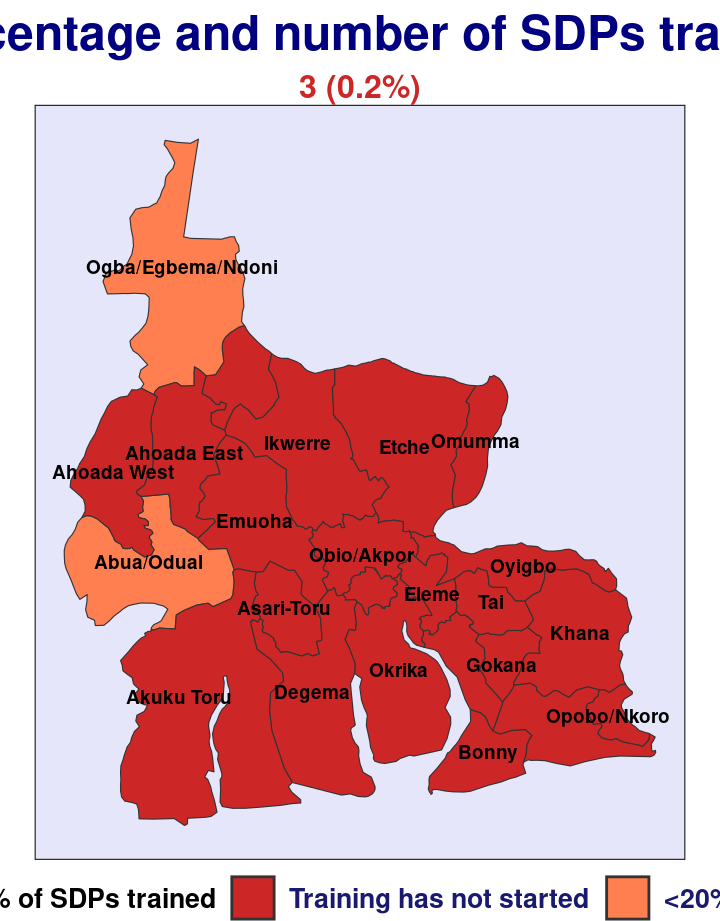 centage and number of SDPs tra
3 (0.2%)
Ogba/Egbema/Ndoni
Ikwerre
Etche
Omumma
Ahoada East
Ahoada West
Emuoha
Obio/Akpor
Abua/Odual
Oyigbo
Eleme
Tai
Asari-Toru
Khana
Gokana
Okrika
Degema
Akuku Toru
Opobo/Nkoro
Bonny
% of SDPs trained Training has not started <20%